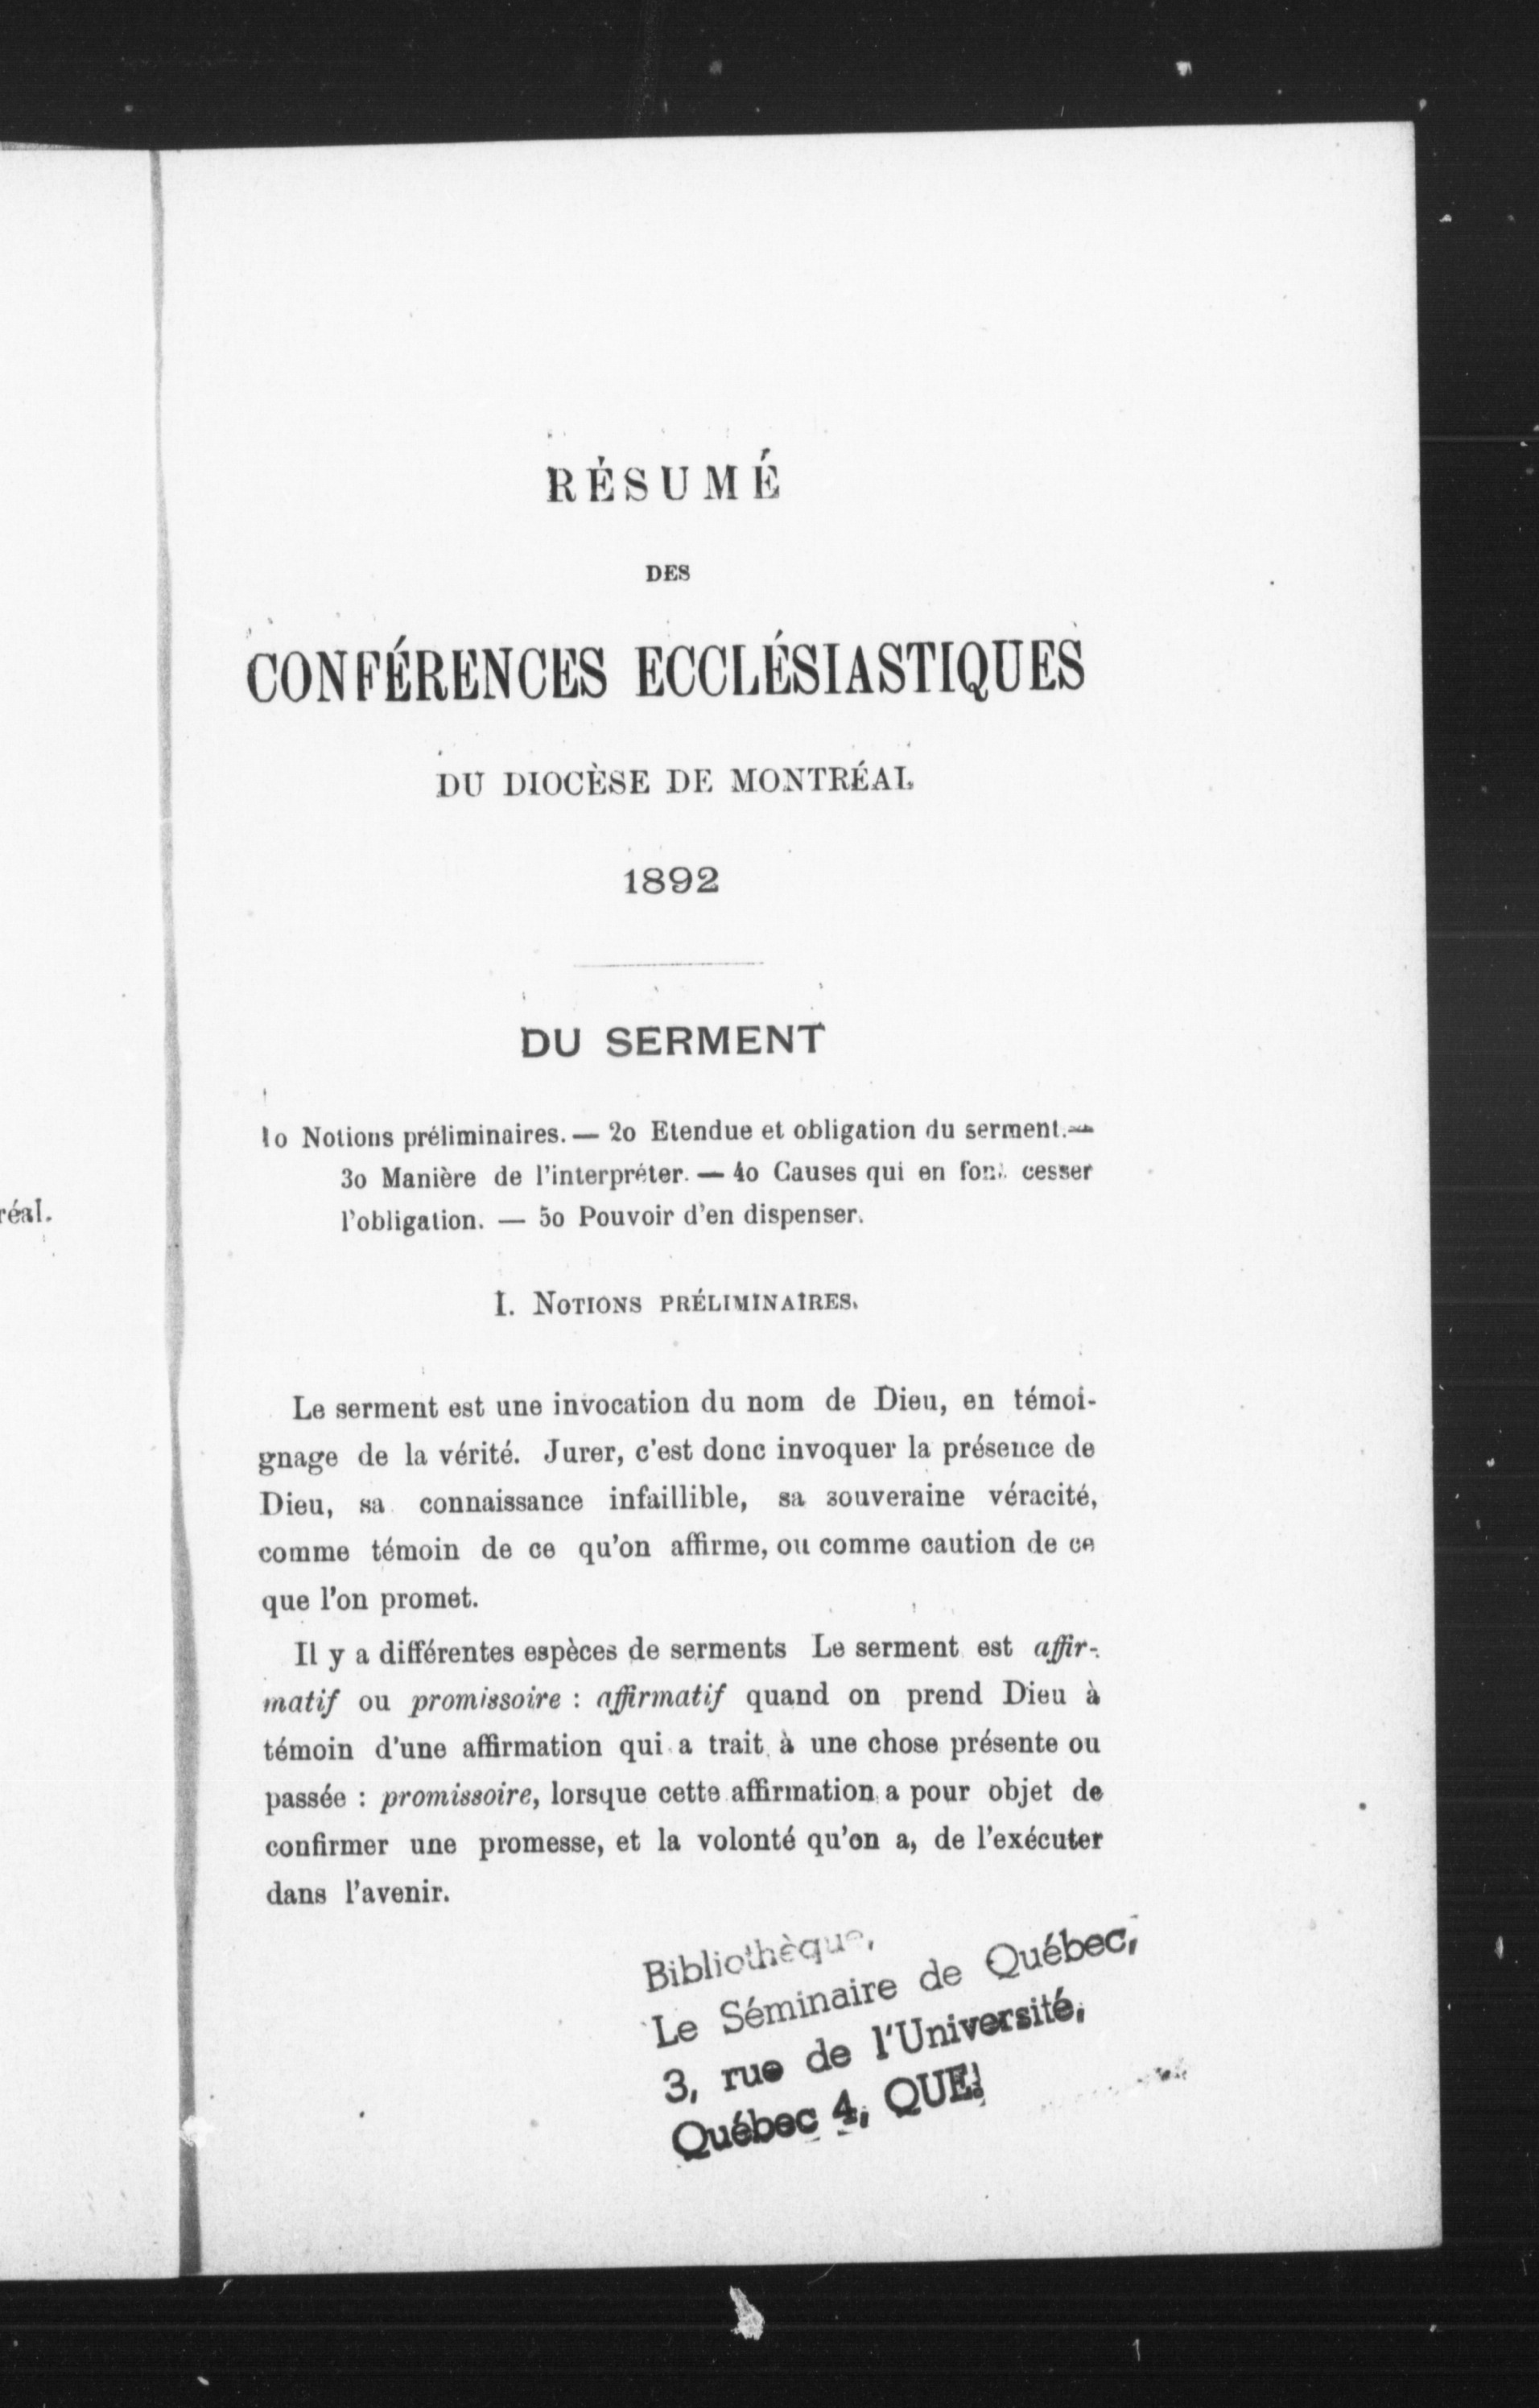 RÉSUMÉ
DES
CONFÉRENCES ECCLÉSIASTIQUES
DU DIOCÈSE DE MONTRÉAL
1892
DU SERMENT
1o Notions préliminaires. — 2o Etendue et obligation du serment. —
3o Manière de l'interpréter. — 4o Causes qui en font cesser
l'obligation. — 5o Pouvoir d'en dispenser.
I. NOTIONS PRÉLIMINAIRES.
Le serment est une invocation du nom de Dieu, en témoi-
gnage de la vérité. Jurer, c'est donc invoquer la présence de
Dieu, sa connaissance infaillible, sa souveraine véracité,
comme témoin de ce qu'on affirme, ou comme caution de ce
que l'on promet.
Il y a différentes espèces de serments Le serment est affir-
matif ou promissoire : affirmatif quand on prend Dieu à
témoin d'une affirmation qui a trait à une chose présente ou
passée : promissoire, lorsque cette affirmation a pour objet de
confirmer une promesse, et la volonté qu'on a, de l'exécuter
dans l'avenir.
Bibliothèque,
Le Séminaire de Québec,
3, rue de l'Université,
Québec 4, QUE.
réal.